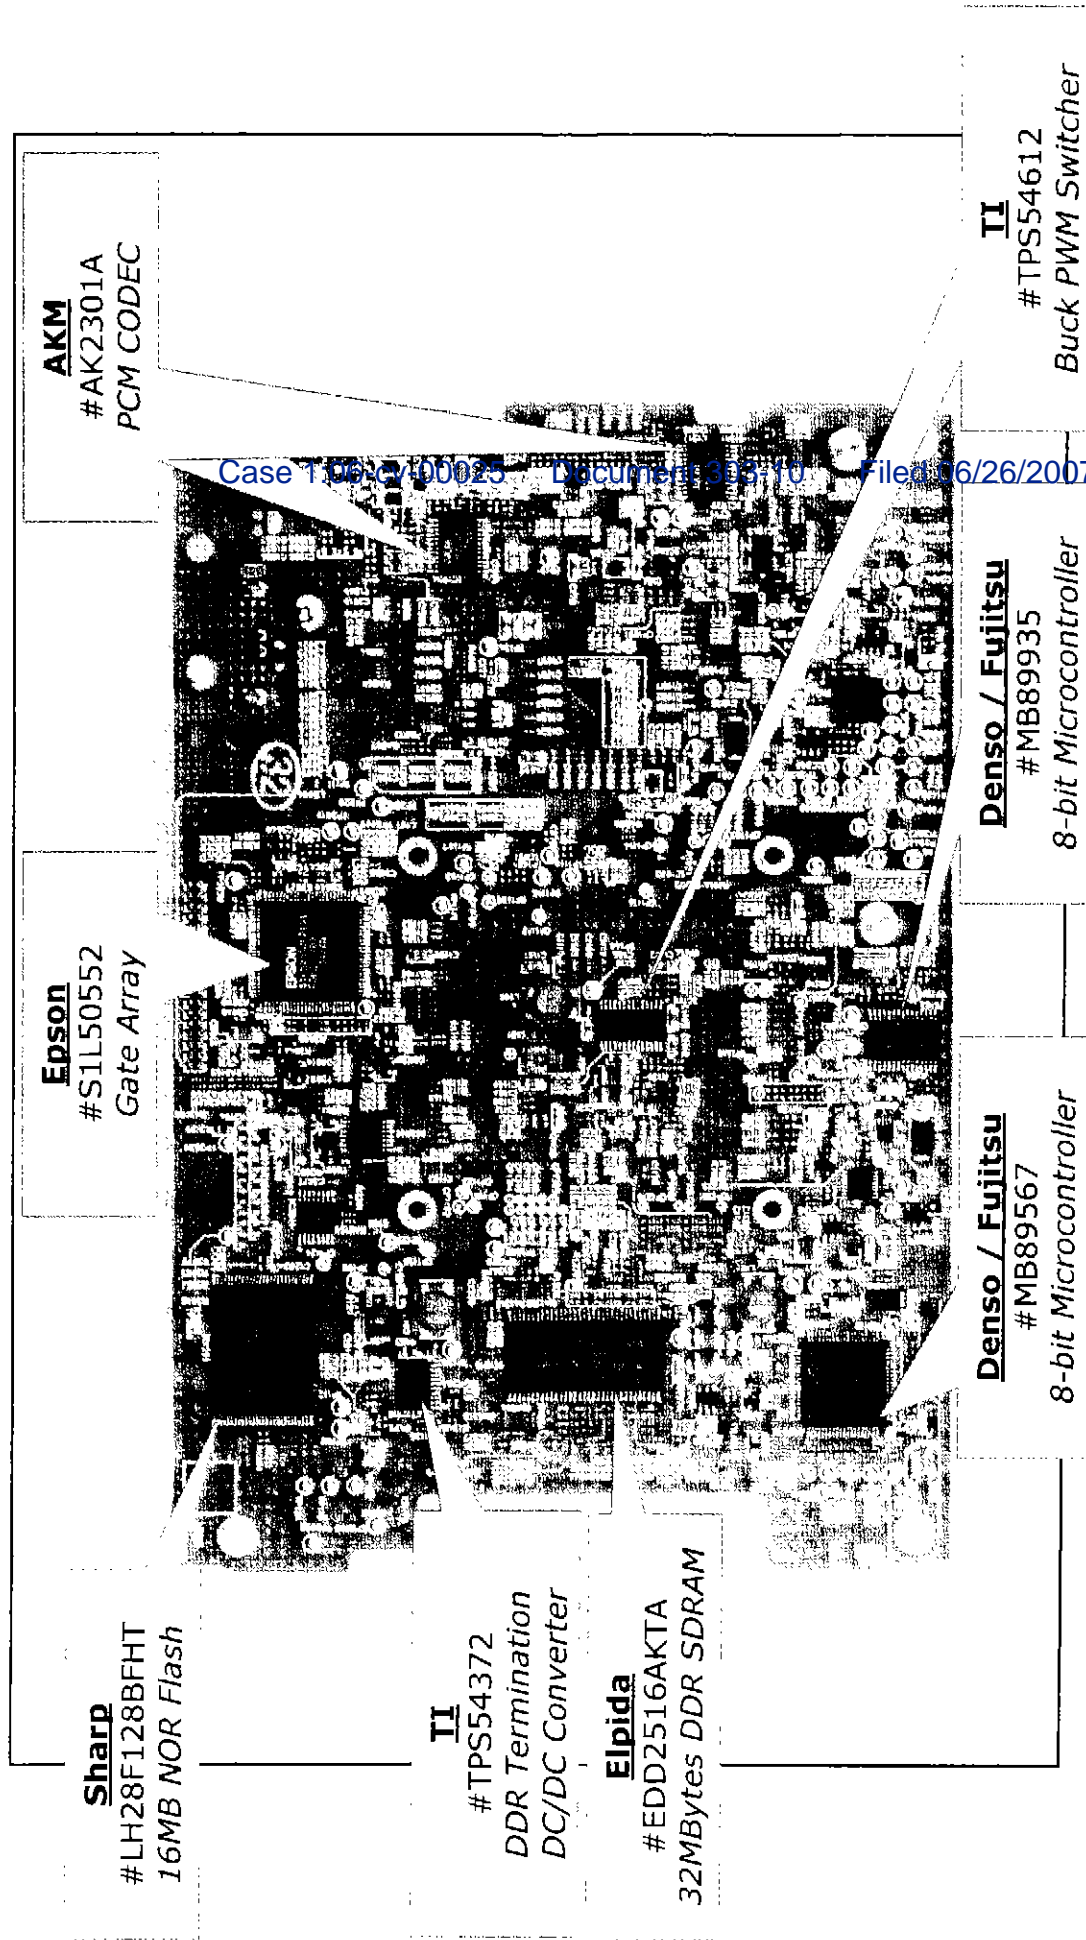 Case 1:06-cv-00025 Document 303-10 Filed 06/26/2007
Sharp
#LH28F128BFHT
16MB NOR Flash
Epson
#S1L50552
Gate Array
AKM
#AK2301A
PCM CODEC
TI
#TPS54372
DDR Termination
DC/DC Converter
Elpida
#EDD2516AKTA
32MBytes DDR SDRAM
Denso / Fujitsu
#MB89567
8-bit Microcontroller
Denso / Fujitsu
#MB89935
8-bit Microcontroller
TI
#TPS54612
Buck PWM Switcher
EPSON